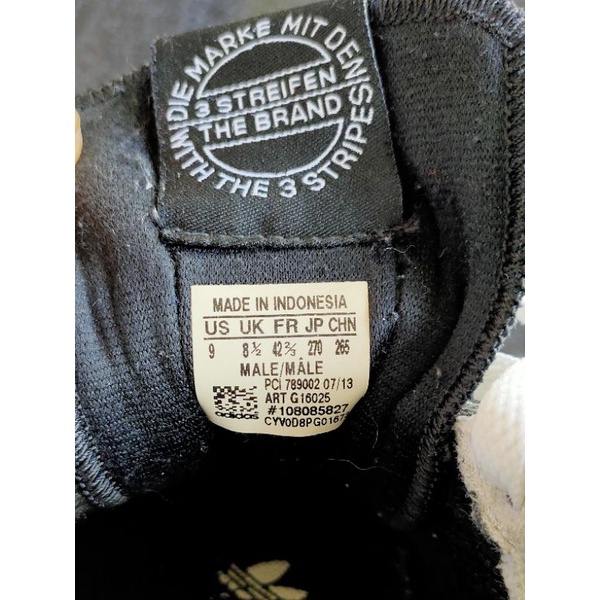 DIE MARKE MIT DEN
3 STREIFEN
THE BRAND
WITH THE 3 STRIPES
MADE IN INDONESIA
US UK FR JP CHN
9 8½ 42⅔ 270 265
MALE/MÂLE
PCI 789002 07/13
ART G16025
#108085827
adidas